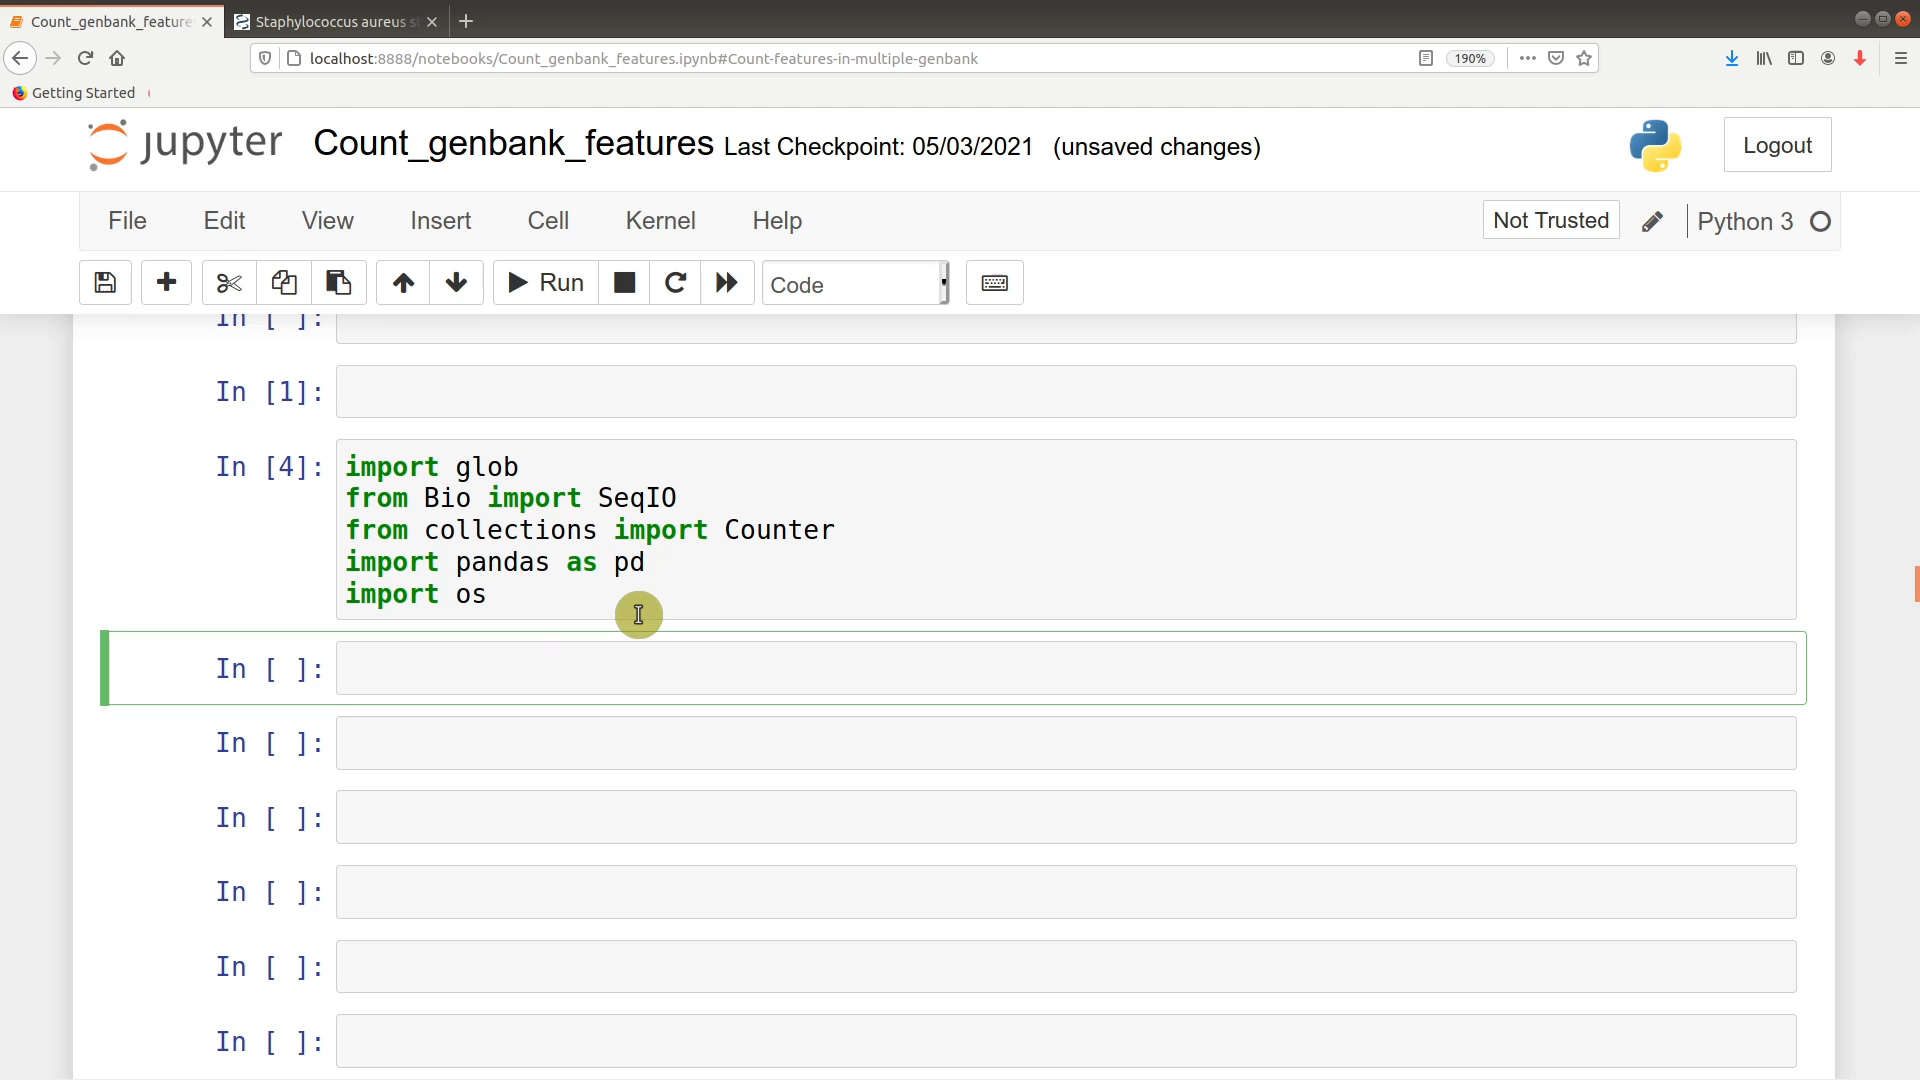 Count_genbank_feature
Staphylococcus aureus s
localhost:8888/notebooks/Count_genbank_features.ipynb#Count-features-in-multiple-genbank
190%
Getting Started
jupyter
Count_genbank_features Last Checkpoint: 05/03/2021 (unsaved changes)
Logout
File Edit View Insert Cell Kernel Help
Not Trusted
Python 3
Run
Code
In [ ]:
In [1]:
In [4]:
import glob
from Bio import SeqIO
from collections import Counter
import pandas as pd
import os
In [ ]:
In [ ]:
In [ ]:
In [ ]:
In [ ]:
In [ ]: